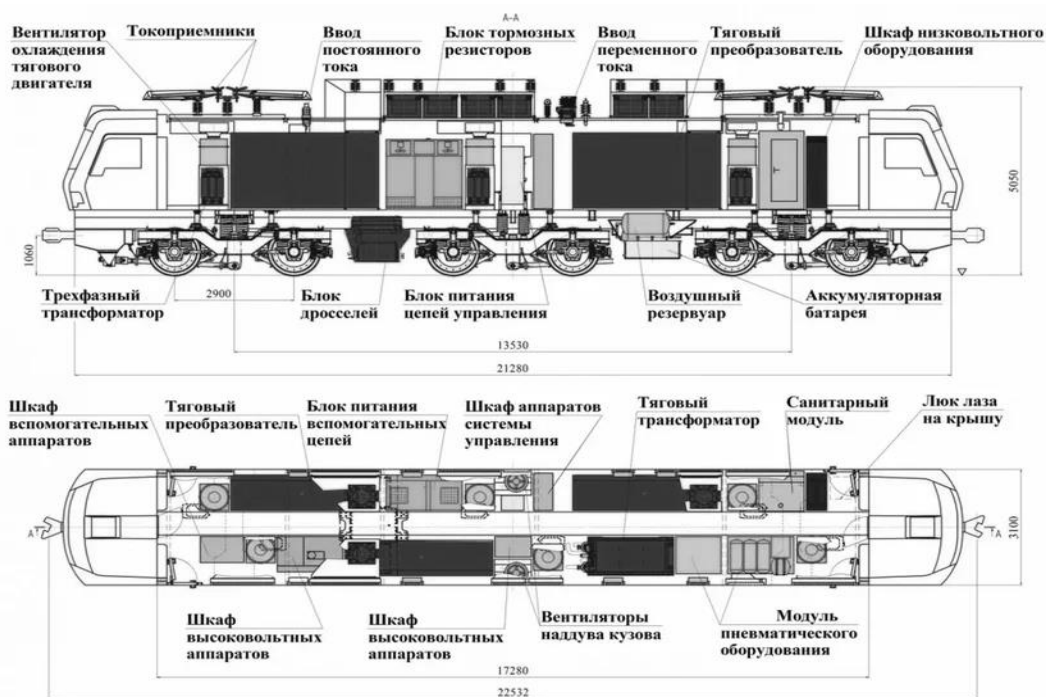 А-А
Вентилятор
охлаждения
тягового
двигателя
Токоприемники
Ввод
постоянного
тока
Блок тормозных
резисторов
Ввод
переменного
тока
Тяговый
преобразователь
Шкаф низковольтного
оборудования
5050
1060
Трехфазный
трансформатор
2900
Блок
дросселей
Блок питания
цепей управления
Воздушный
резервуар
Аккумуляторная
батарея
13530
21280
Шкаф
вспомогательных
аппаратов
Тяговый
преобразователь
Блок питания
вспомогательных
цепей
Шкаф аппаратов
системы
управления
Тяговый
трансформатор
Санитарный
модуль
Люк лаза
на крышу
А
А
3100
Шкаф
высоковольтных
аппаратов
Шкаф
высоковольтных
аппаратов
Вентиляторы
наддува кузова
Модуль
пневматического
оборудования
17280
22532